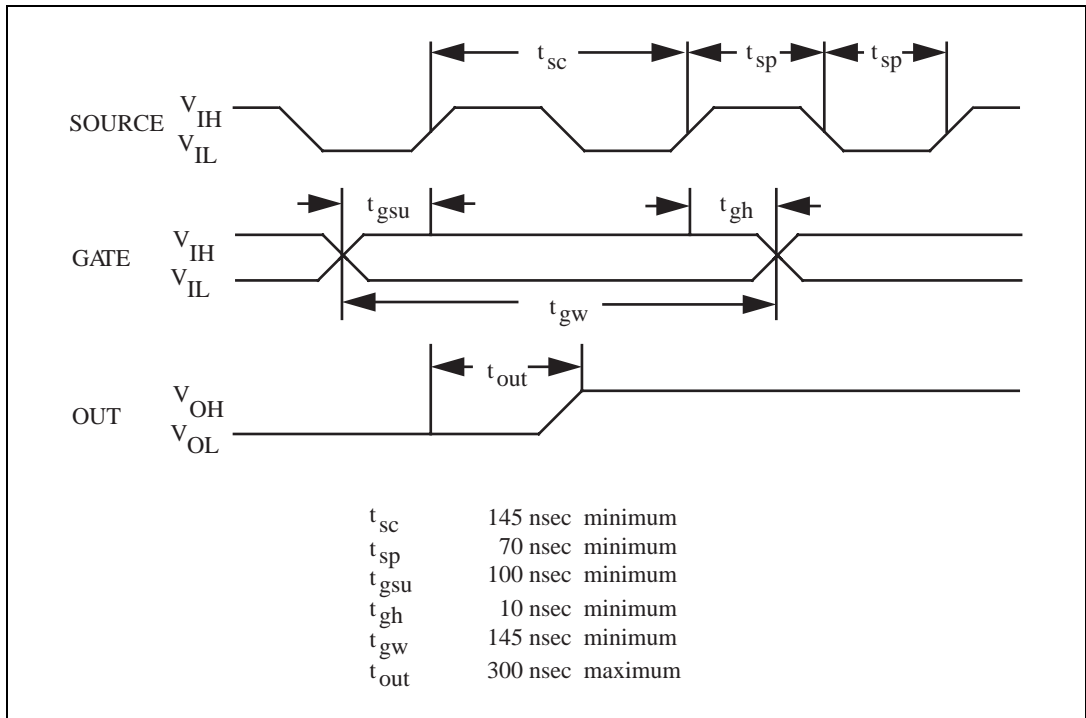 t sc
t sp
t sp
SOURCE
V IH
V IL
t gsu
t gh
GATE
V IH
V IL
t gw
t out
OUT
V OH
V OL
t sc 145 nsec minimum
t sp 70 nsec minimum
t gsu 100 nsec minimum
t gh 10 nsec minimum
t gw 145 nsec minimum
t out 300 nsec maximum